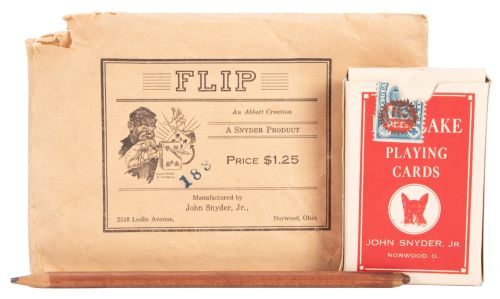 FLIP
An Abbott Creation
A SNYDER PRODUCT
PRICE $1.25
183
Manufactured by
John Snyder, Jr.,
2518 Leslie Avenue,
Norwood, Ohio
AKE
PLAYING
CARDS
JOHN SNYDER, JR.
NORWOOD, O.